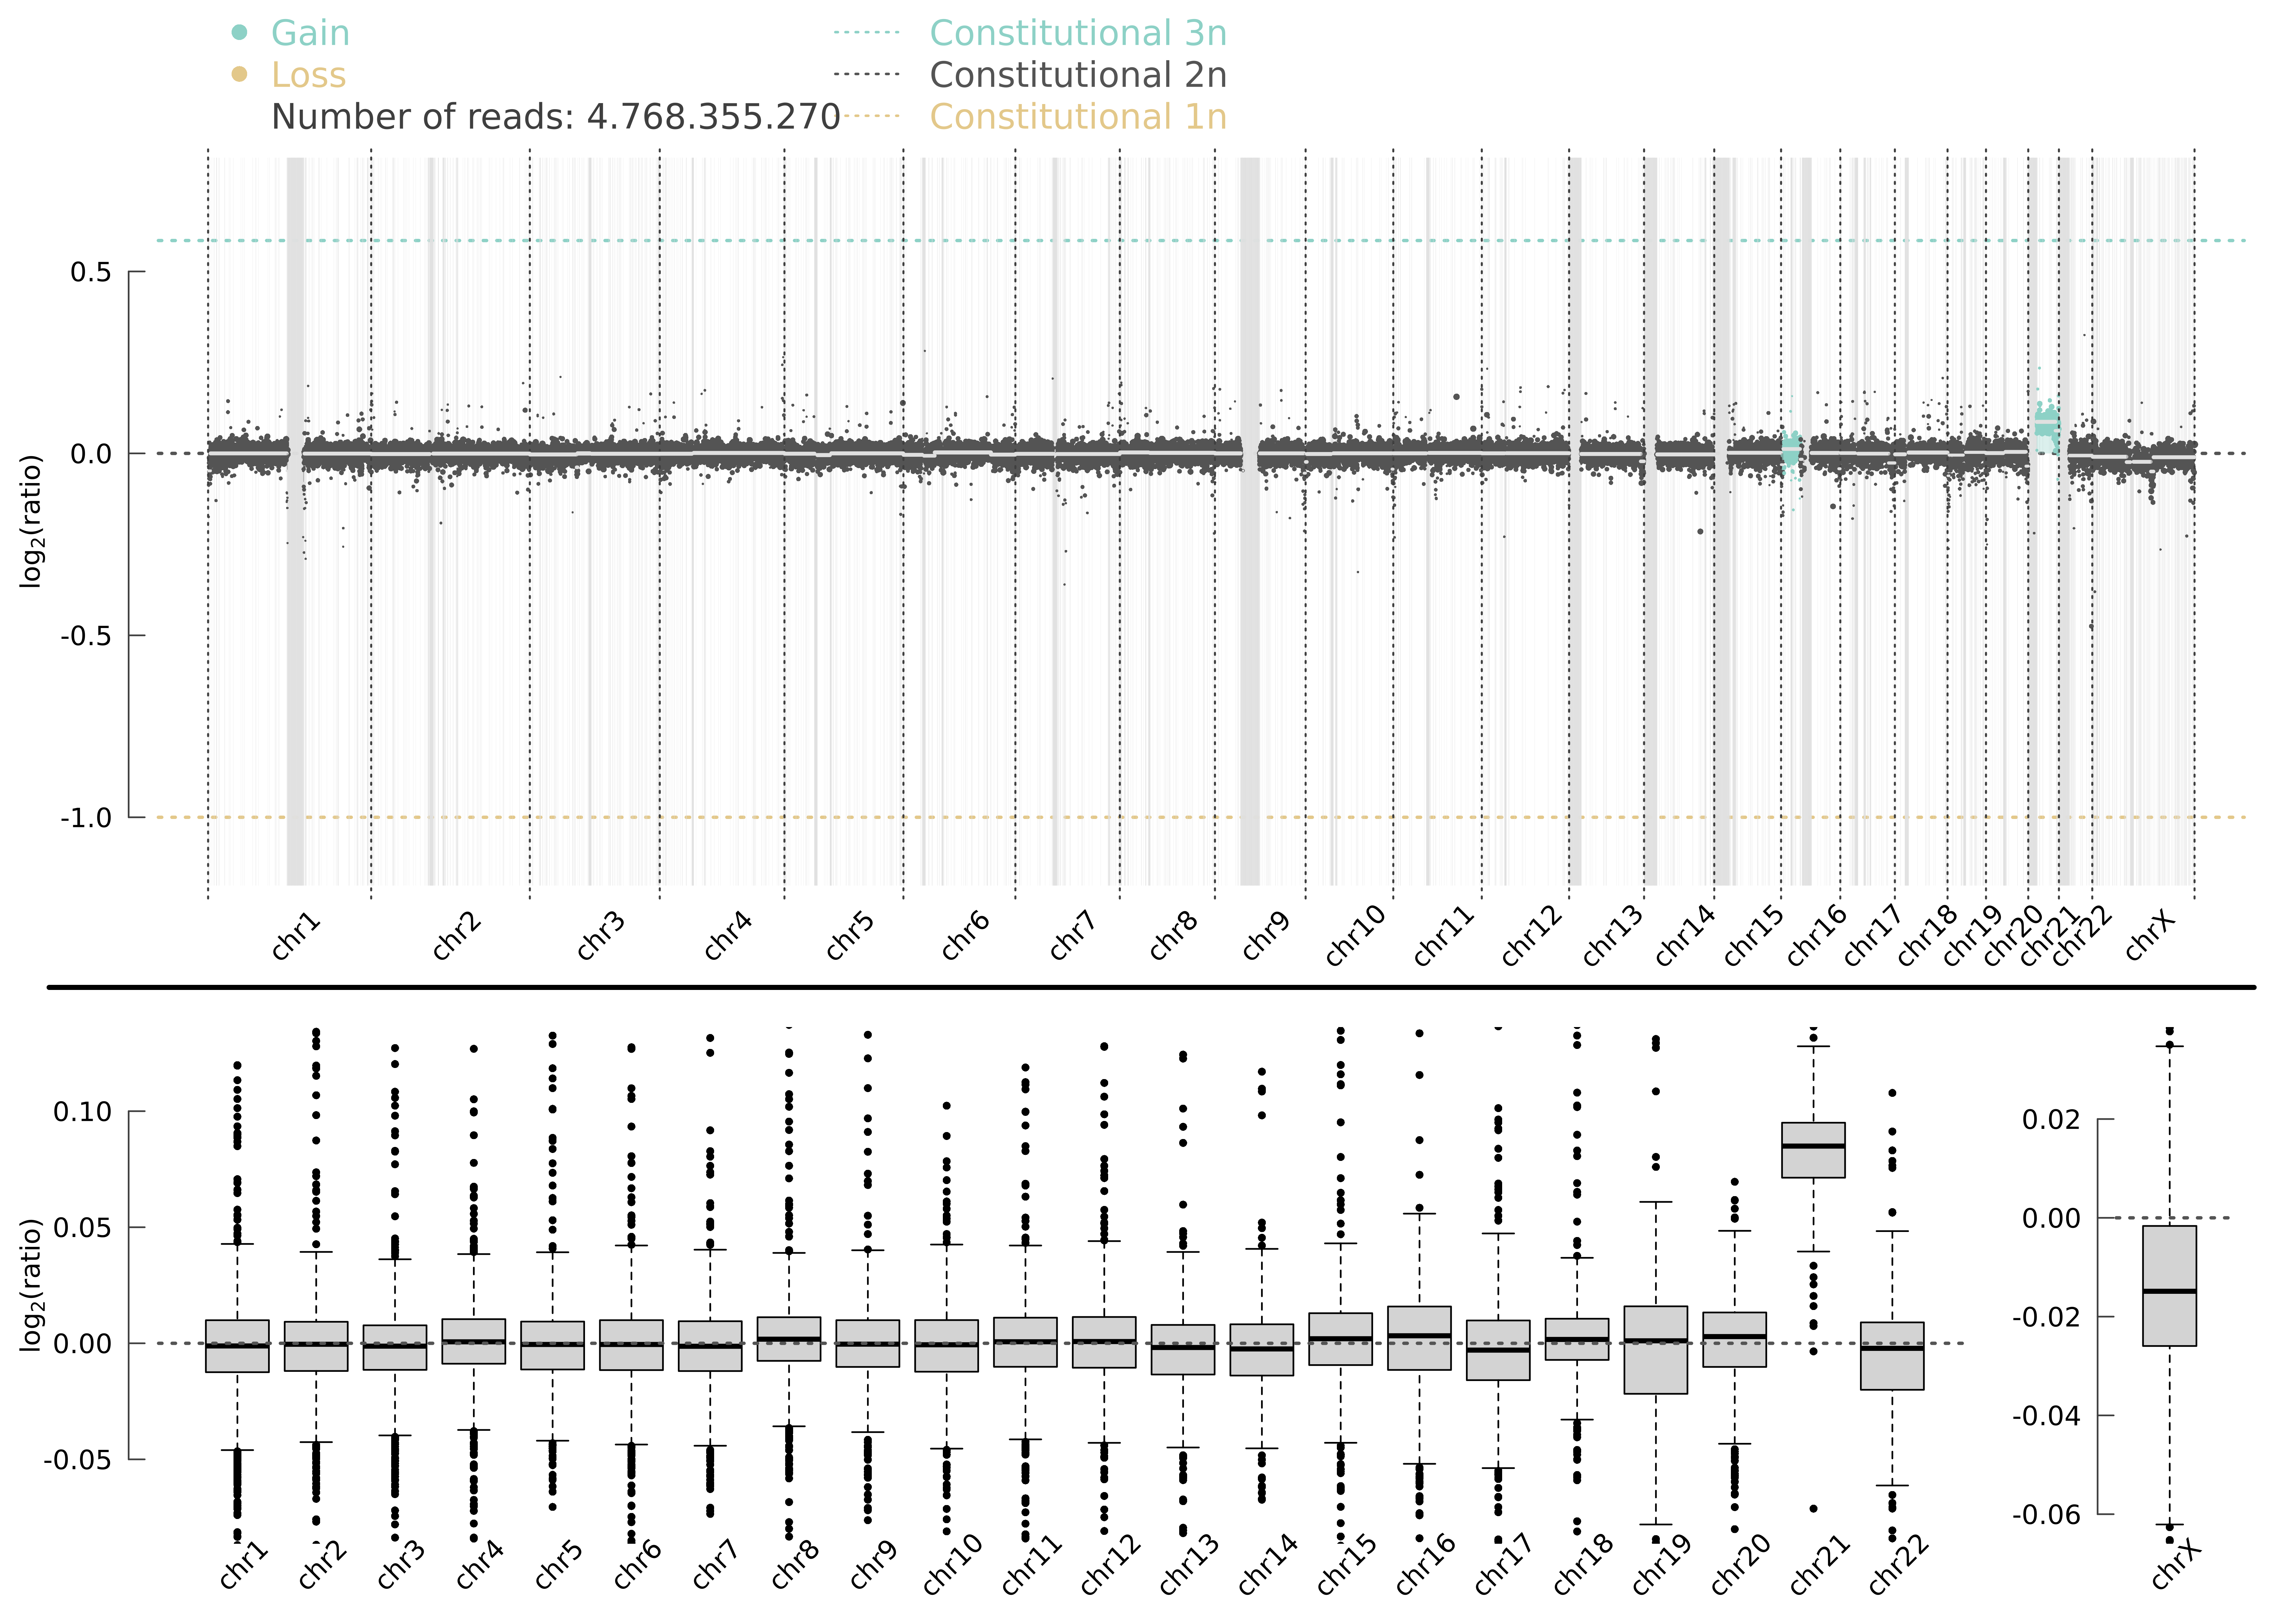 Gain
Loss
Number of reads: 4.768.355.270
Constitutional 3n
Constitutional 2n
Constitutional 1n
log2(ratio)
0.5
0.0
-0.5
-1.0
chr1 chr2 chr3 chr4 chr5 chr6 chr7 chr8 chr9 chr10 chr11 chr12 chr13 chr14 chr15 chr16 chr17 chr18 chr19 chr20 chr21 chr22 chrX
log2(ratio)
0.10
0.05
0.00
-0.05
chr1 chr2 chr3 chr4 chr5 chr6 chr7 chr8 chr9 chr10 chr11 chr12 chr13 chr14 chr15 chr16 chr17 chr18 chr19 chr20 chr21 chr22
0.02
0.00
-0.02
-0.04
-0.06
chrX